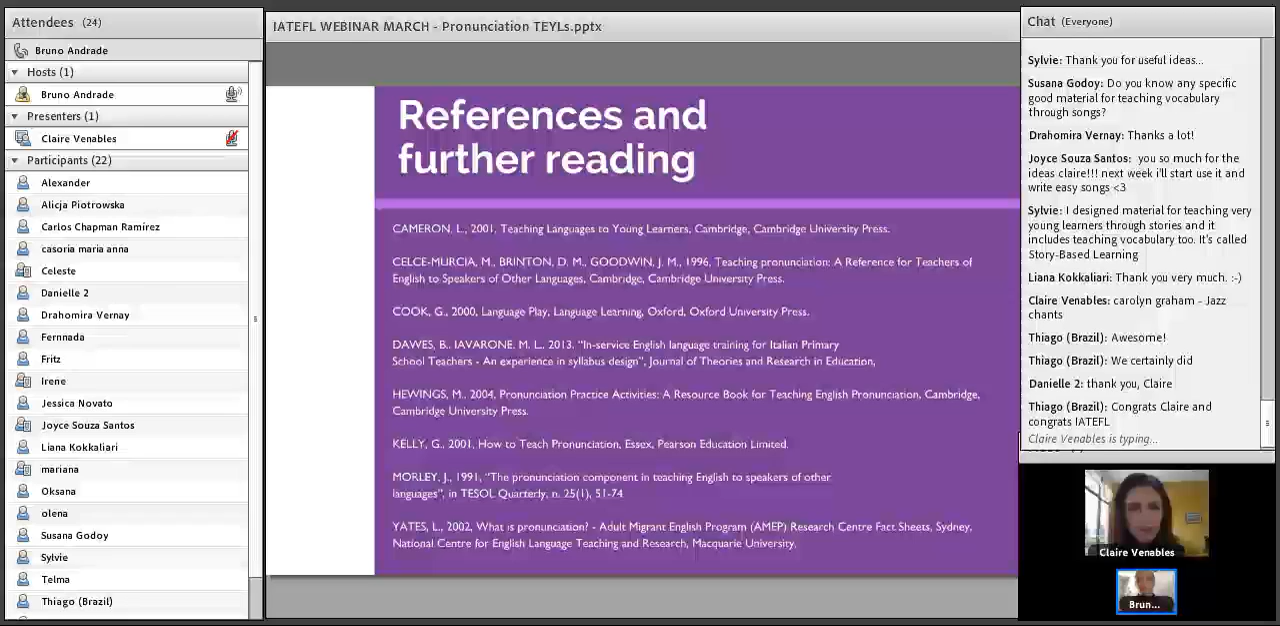 Attendees (24)
Bruno Andrade
Hosts (1)
Bruno Andrade
Presenters (1)
Claire Venables
Participants (22)
Alexander
Alicja Piotrowska
Carlos Chapman Ramírez
casoria maria anna
Celeste
Danielle 2
Drahomira Vernay
Fernnada
Fritz
Irene
Jessica Novato
Joyce Souza Santos
Liana Kokkaliari
mariana
Oksana
olena
Susana Godoy
Sylvie
Telma
Thiago (Brazil)
IATEFL WEBINAR MARCH - Pronunciation TEYLs.pptx
References and
further reading
CAMERON, L., 2001, Teaching Languages to Young Learners, Cambridge, Cambridge University Press.
CELCE-MURCIA, M., BRINTON, D. M., GOODWIN, J. M., 1996, Teaching pronunciation: A Reference for Teachers of
English to Speakers of Other Languages, Cambridge, Cambridge University Press.
COOK, G., 2000, Language Play, Language Learning, Oxford, Oxford University Press.
DAWES, B., IAVARONE, M. L., 2013, "In-service English language training for Italian Primary
School Teachers - An experience in syllabus design", Journal of Theories and Research in Education,
HEWINGS, M., 2004, Pronunciation Practice Activities: A Resource Book for Teaching English Pronunciation, Cambridge,
Cambridge University Press.
KELLY, G., 2001, How to Teach Pronunciation, Essex, Pearson Education Limited.
MORLEY, J., 1991, "The pronunciation component in teaching English to speakers of other
languages", in TESOL Quarterly, n. 25(1), 51-74
YATES, L., 2002, What is pronunciation? - Adult Migrant English Program (AMEP) Research Centre Fact Sheets, Sydney,
National Centre for English Language Teaching and Research, Macquarie University.
Chat (Everyone)
Sylvie: Thank you for useful ideas...
Susana Godoy: Do you know any specific
good material for teaching vocabulary
through songs?
Drahomira Vernay: Thanks a lot!
Joyce Souza Santos: you so much for the
ideas claire!!! next week i'll start use it and
write easy songs <3
Sylvie: I designed material for teaching very
young learners through stories and it
includes teaching vocabulary too. It's called
Story-Based Learning
Liana Kokkaliari: Thank you very much. :-)
Claire Venables: carolyn graham - Jazz
chants
Thiago (Brazil): Awesome!
Thiago (Brazil): We certainly did
Danielle 2: thank you, Claire
Thiago (Brazil): Congrats Claire and
congrats IATEFL
Claire Venables is typing...
Claire Venables
Brun...